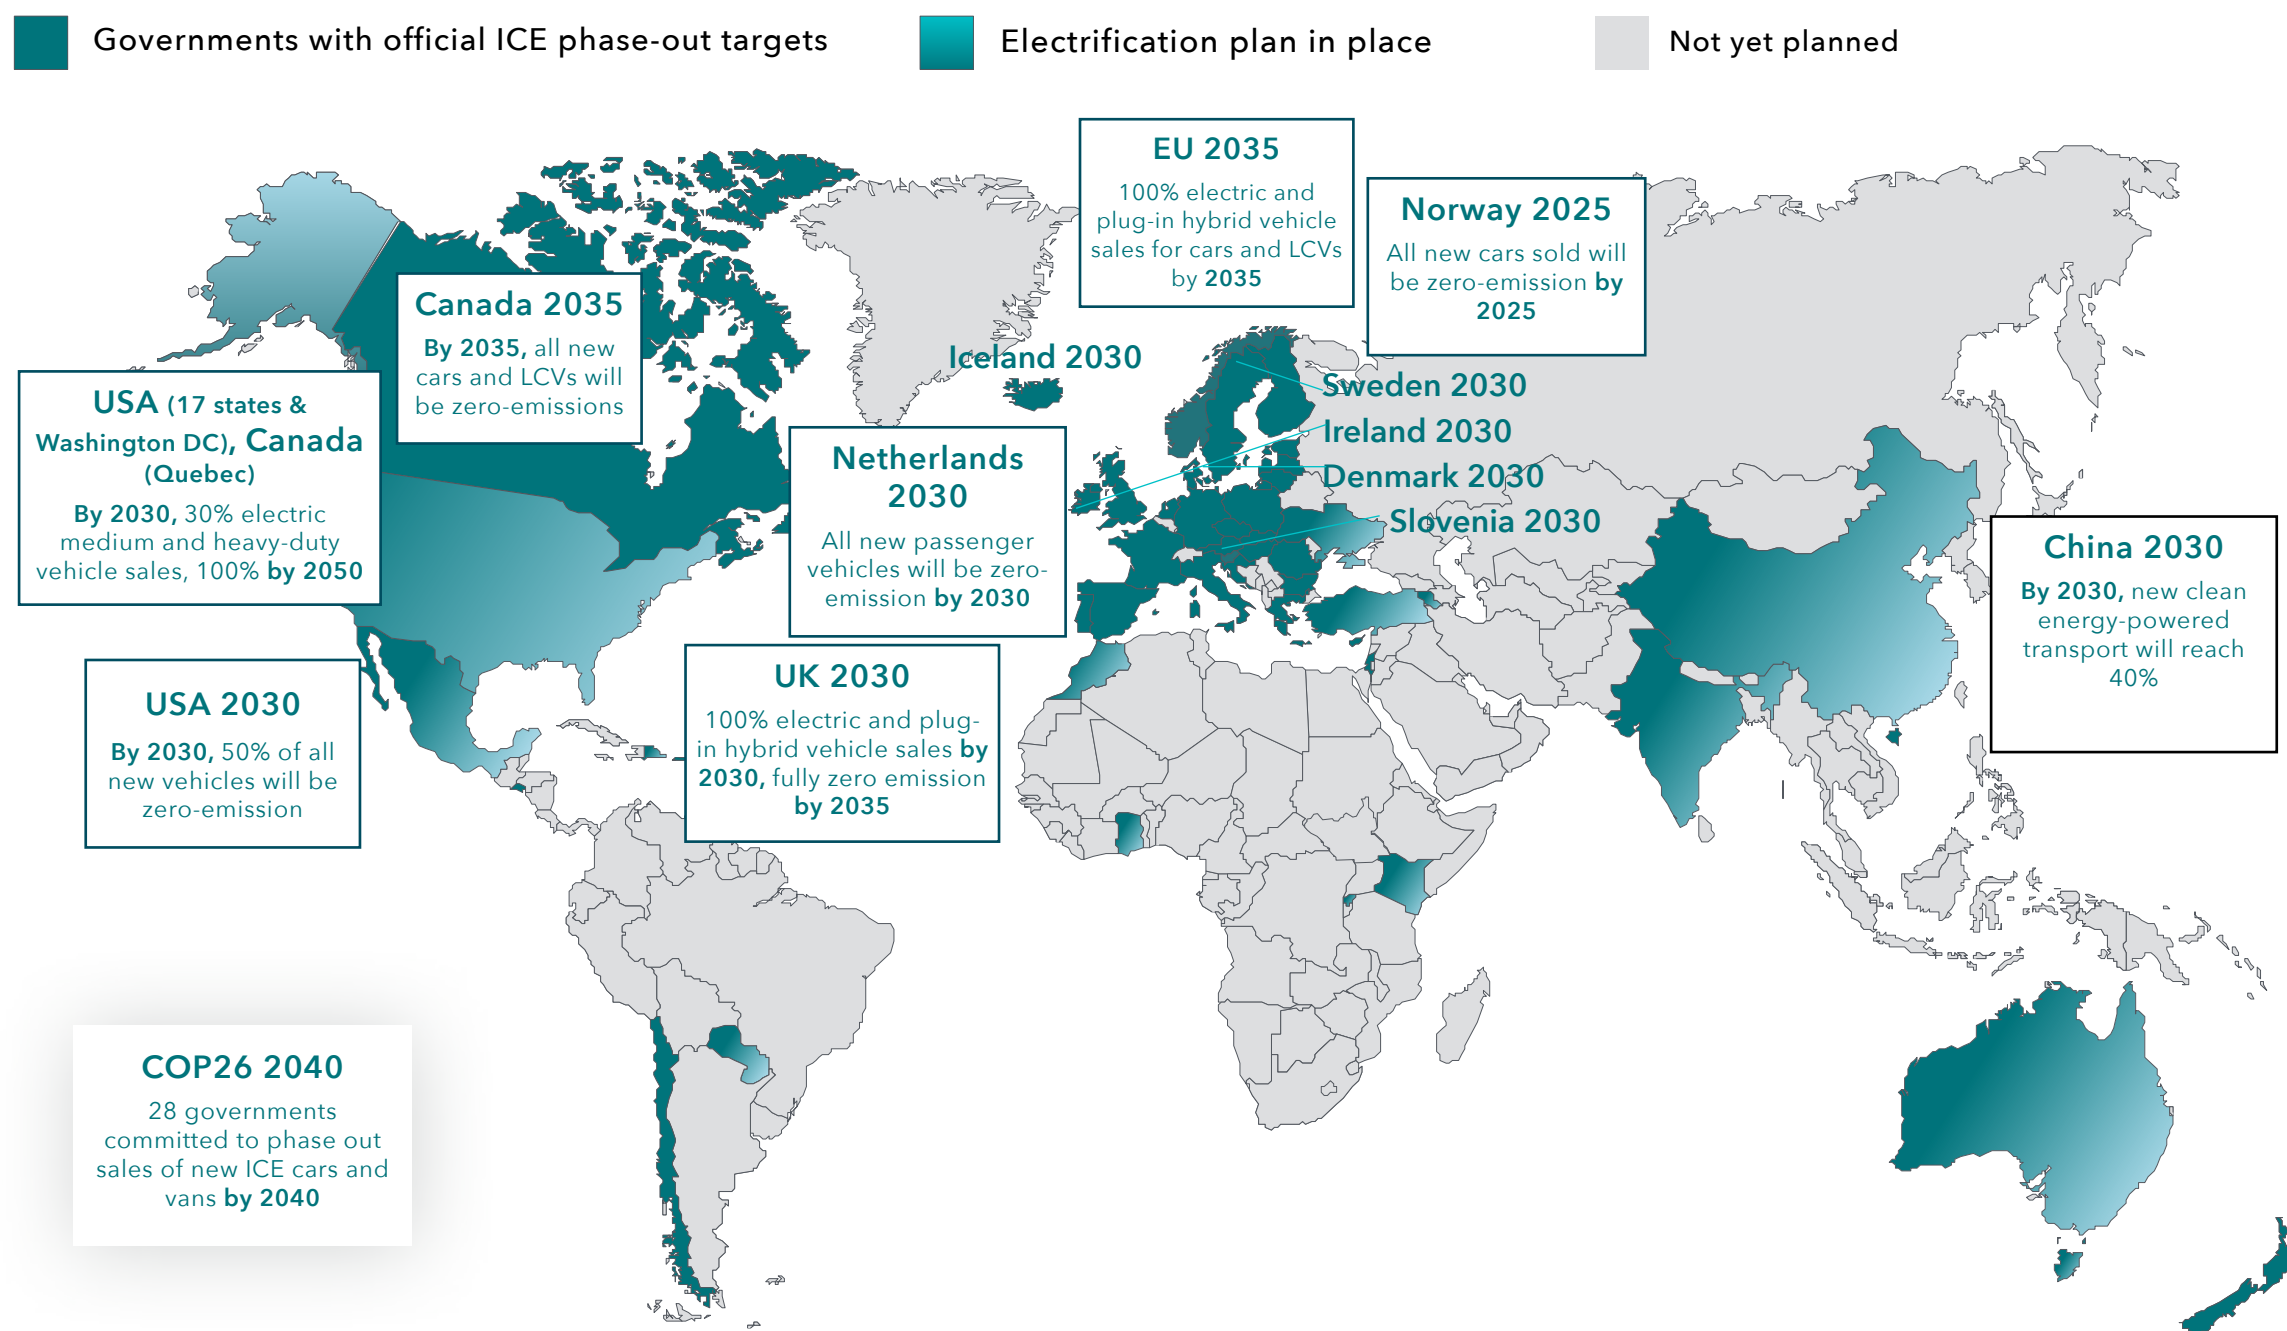 Governments with official ICE phase-out targets
Electrification plan in place
Not yet planned
EU 2035
100% electric and
plug-in hybrid vehicle
sales for cars and LCVs
by 2035
Norway 2025
All new cars sold will
be zero-emission by
2025
Canada 2035
By 2035, all new
cars and LCVs will
be zero-emissions
Iceland 2030
Sweden 2030
Ireland 2030
Denmark 2030
Slovenia 2030
USA (17 states &
Washington DC), Canada
(Quebec)
By 2030, 30% electric
medium and heavy-duty
vehicle sales, 100% by 2050
Netherlands
2030
All new passenger
vehicles will be zero-
emission by 2030
China 2030
By 2030, new clean
energy-powered
transport will reach
40%
USA 2030
By 2030, 50% of all
new vehicles will be
zero-emission
UK 2030
100% electric and plug-
in hybrid vehicle sales by
2030, fully zero emission
by 2035
COP26 2040
28 governments
committed to phase out
sales of new ICE cars and
vans by 2040